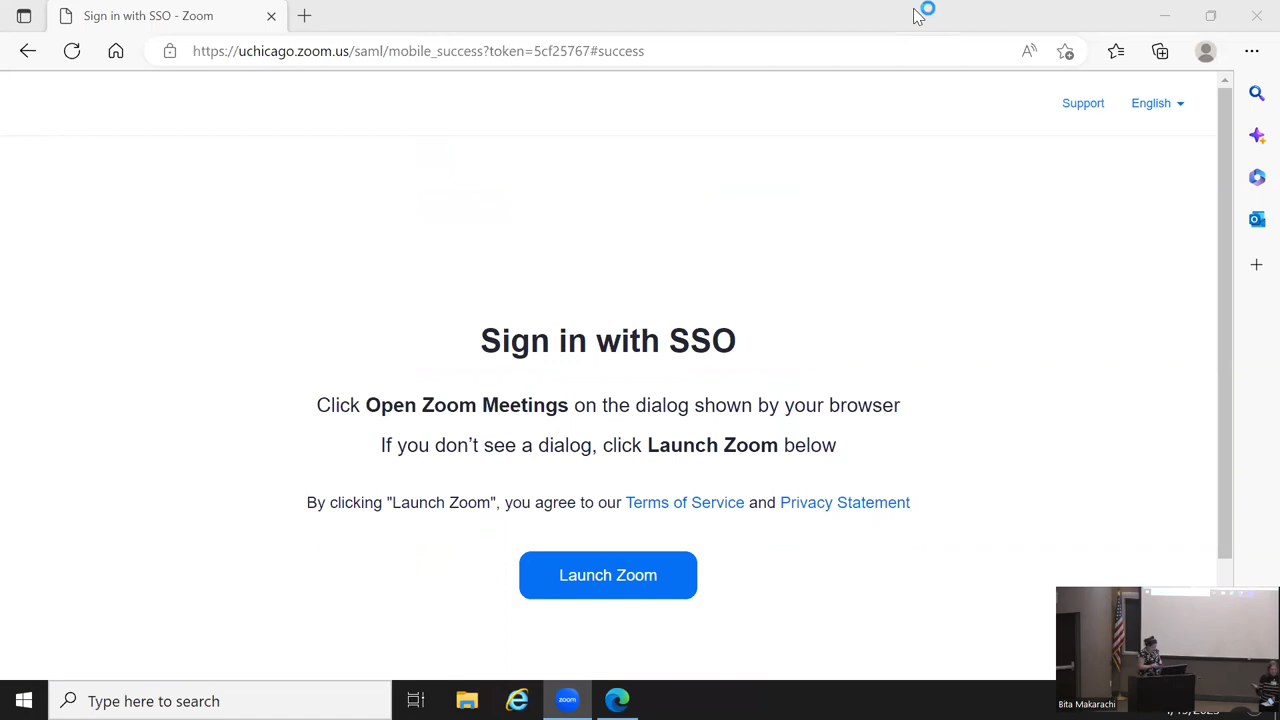 Sign in with SSO - Zoom
https://uchicago.zoom.us/saml/mobile_success?token=5cf25767#success
Support
English
Sign in with SSO
Click Open Zoom Meetings on the dialog shown by your browser
If you don’t see a dialog, click Launch Zoom below
By clicking "Launch Zoom", you agree to our Terms of Service and Privacy Statement
Launch Zoom
Bita Makarachi
Type here to search
zoom